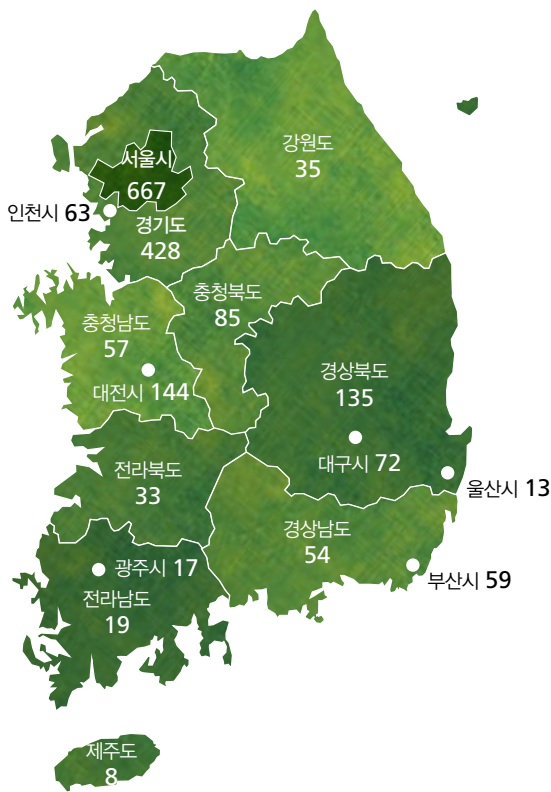 강원도
35
서울시
667
인천시 63
경기도
428
충청북도
85
충청남도
57
대전시 144
경상북도
135
대구시 72
전라북도
33
울산시 13
경상남도
54
광주시 17
부산시 59
전라남도
19
제주도
8